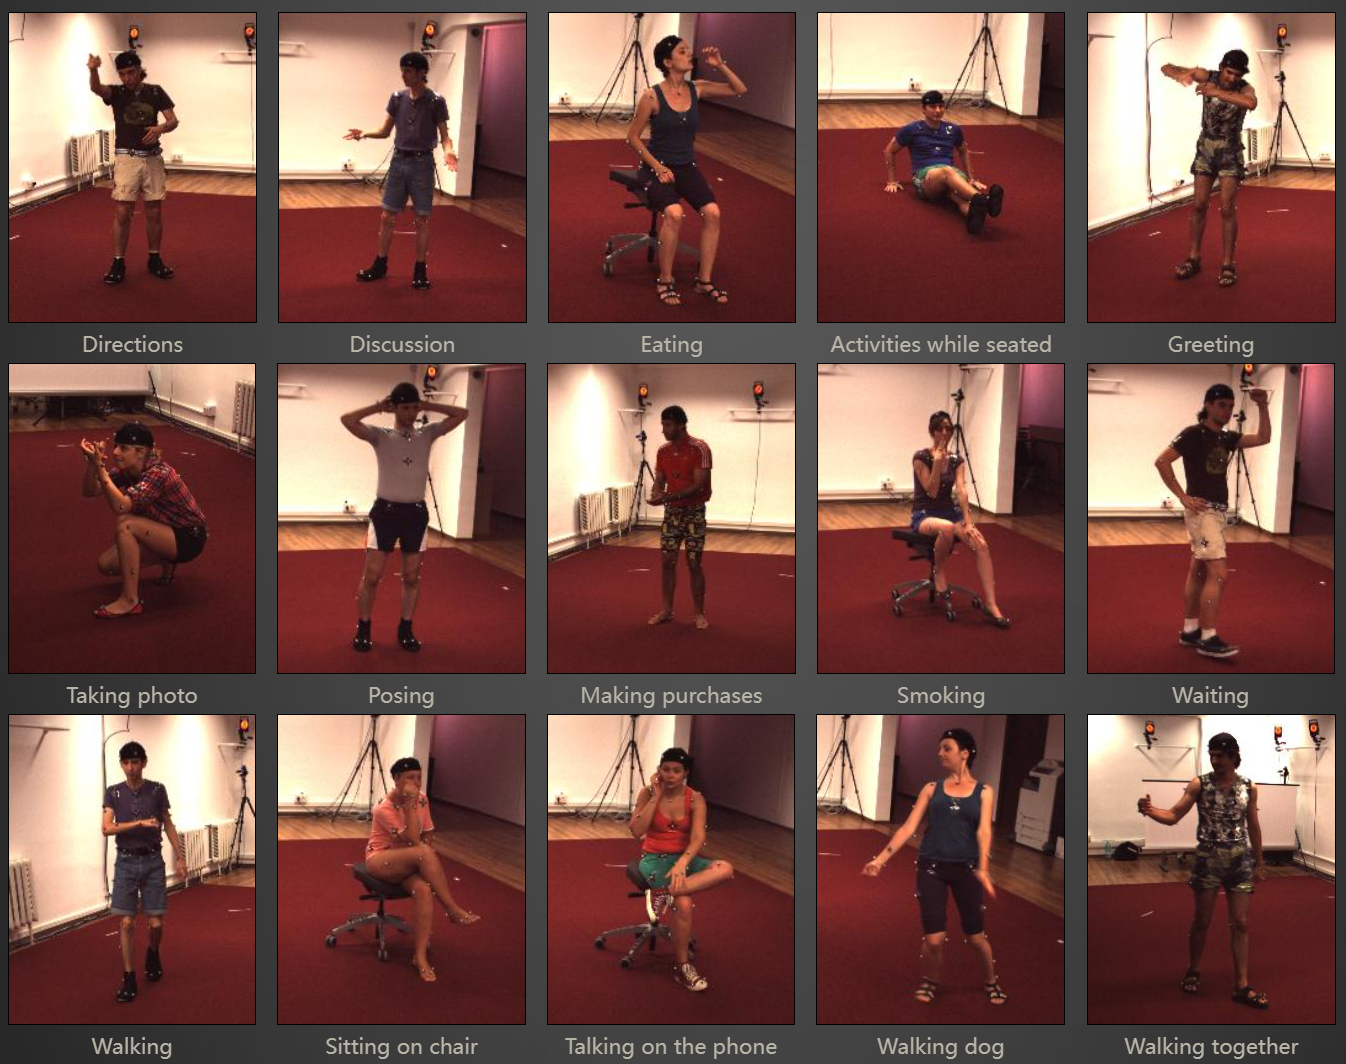 Directions
Discussion
Eating
Activities while seated
Greeting
Taking photo
Posing
Making purchases
Smoking
Waiting
Walking
Sitting on chair
Talking on the phone
Walking dog
Walking together